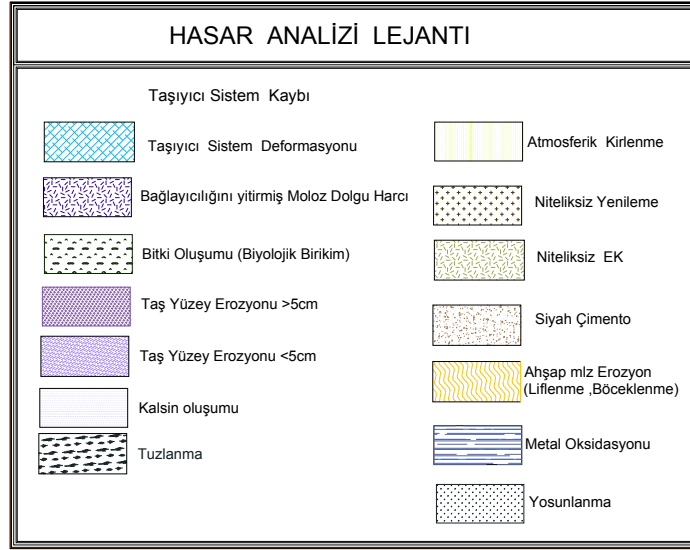 HASAR ANALİZİ LEJANTI
Taşıyıcı Sistem Kaybı
Taşıyıcı Sistem Deformasyonu
Bağlayıcılığını yitirmiş Moloz Dolgu Harcı
Bitki Oluşumu (Biyolojik Birikim)
Taş Yüzey Erozyonu >5cm
Taş Yüzey Erozyonu <5cm
Kalsin oluşumu
Tuzlanma
Atmosferik Kirlenme
Niteliksiz Yenileme
Niteliksiz EK
Siyah Çimento
Ahşap mlz Erozyon
(Liflenme ,Böceklenme)
Metal Oksidasyonu
Yosunlanma